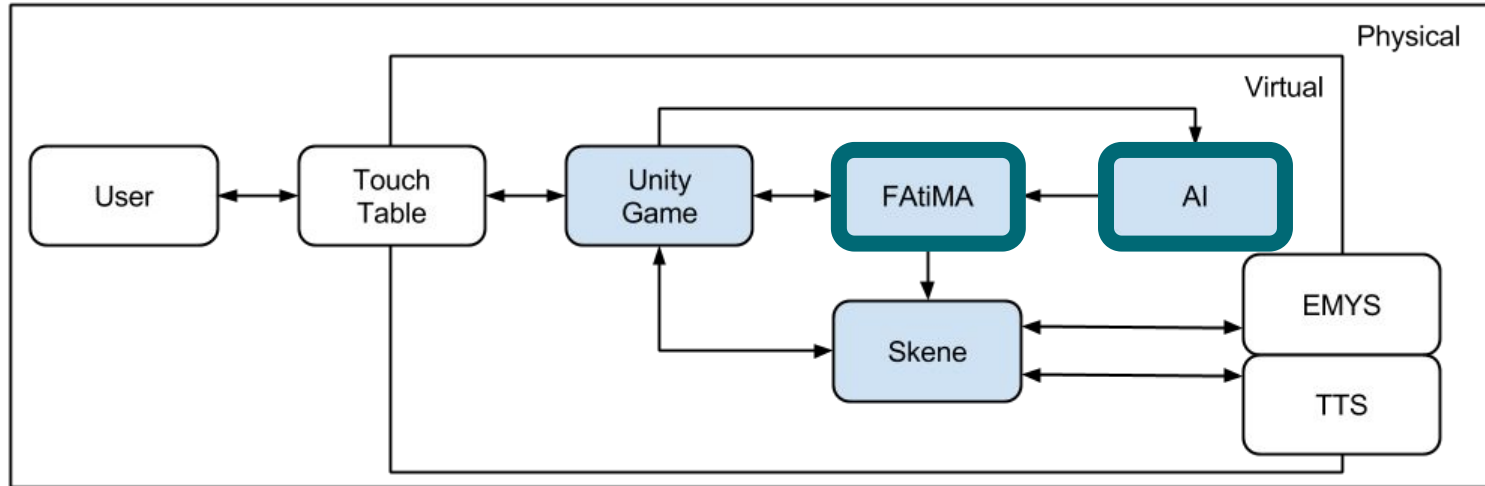 Physical
Virtual
User
Touch
Table
Unity
Game
FAtiMA
AI
Skene
EMYS
TTS